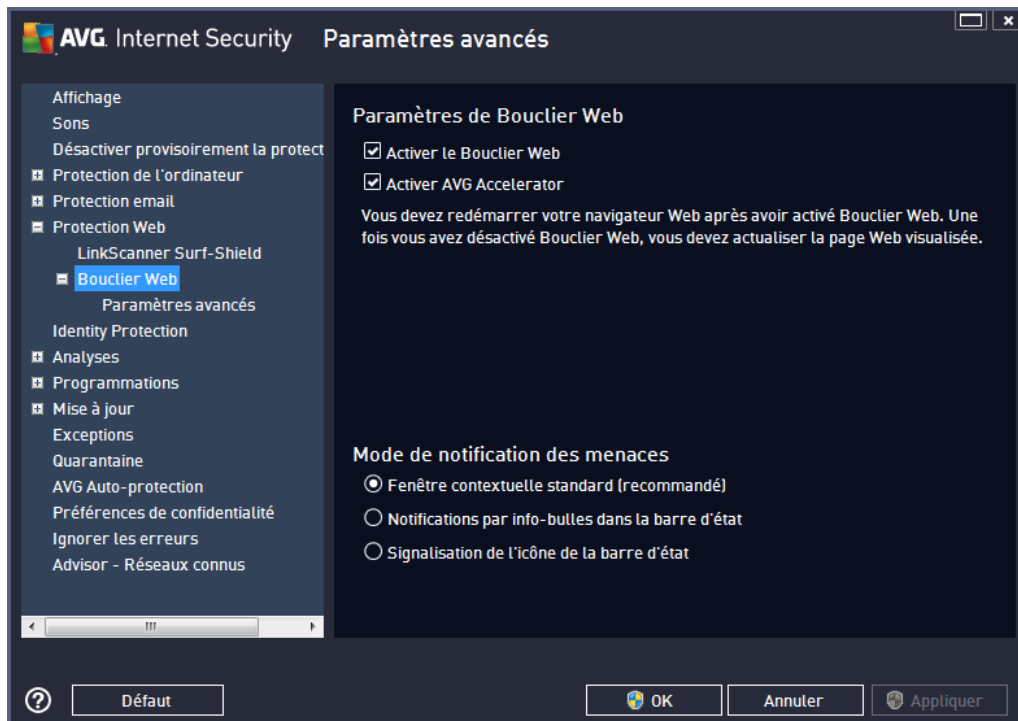 AVG. Internet Security Paramètres avancés
Affichage
Sons
Désactiver provisoirement la protect
Protection de l'ordinateur
Protection email
Protection Web
LinkScanner Surf-Shield
Bouclier Web
Paramètres avancés
Identity Protection
Analyses
Programmations
Mise à jour
Exceptions
Quarantaine
AVG Auto-protection
Préférences de confidentialité
Ignorer les erreurs
Advisor - Réseaux connus
Paramètres de Bouclier Web
Activer le Bouclier Web
Activer AVG Accelerator
Vous devez redémarrer votre navigateur Web après avoir activé Bouclier Web. Une
fois vous avez désactivé Bouclier Web, vous devez actualiser la page Web visualisée.
Mode de notification des menaces
Fenêtre contextuelle standard (recommandé)
Notifications par info-bulles dans la barre d'état
Signalisation de l'icône de la barre d'état
Défaut
OK
Annuler
Appliquer